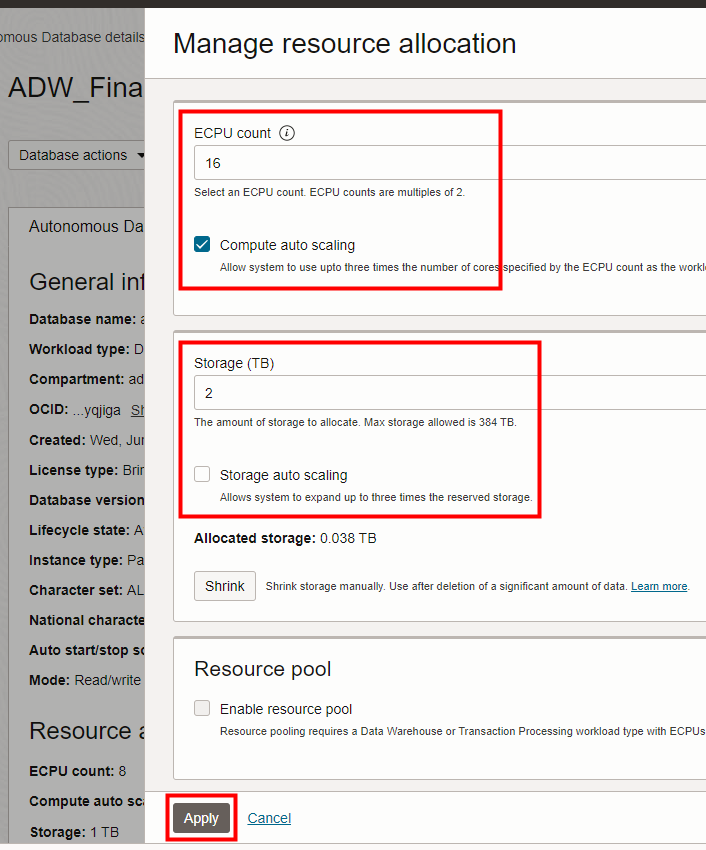 omous Database details
ADW_Fina
Database actions
Autonomous Da
General inf
Database name: a
Workload type: D
Compartment: ad
OCID: ...yqjiga Sh
Created: Wed, Jun
License type: Brin
Database version
Lifecycle state: A
Instance type: Pa
Character set: AL
National characte
Auto start/stop sc
Mode: Read/write
Resource a
ECPU count: 8
Compute auto sca
Storage: 1 TB
Manage resource allocation
ECPU count
16
Select an ECPU count. ECPU counts are multiples of 2.
Compute auto scaling
Allow system to use upto three times the number of cores specified by the ECPU count as the worklo
Storage (TB)
2
The amount of storage to allocate. Max storage allowed is 384 TB.
Storage auto scaling
Allows system to expand up to three times the reserved storage.
Allocated storage: 0.038 TB
Shrink Shrink storage manually. Use after deletion of a significant amount of data. Learn more.
Resource pool
Enable resource pool
Resource pooling requires a Data Warehouse or Transaction Processing workload type with ECPUs
Apply Cancel